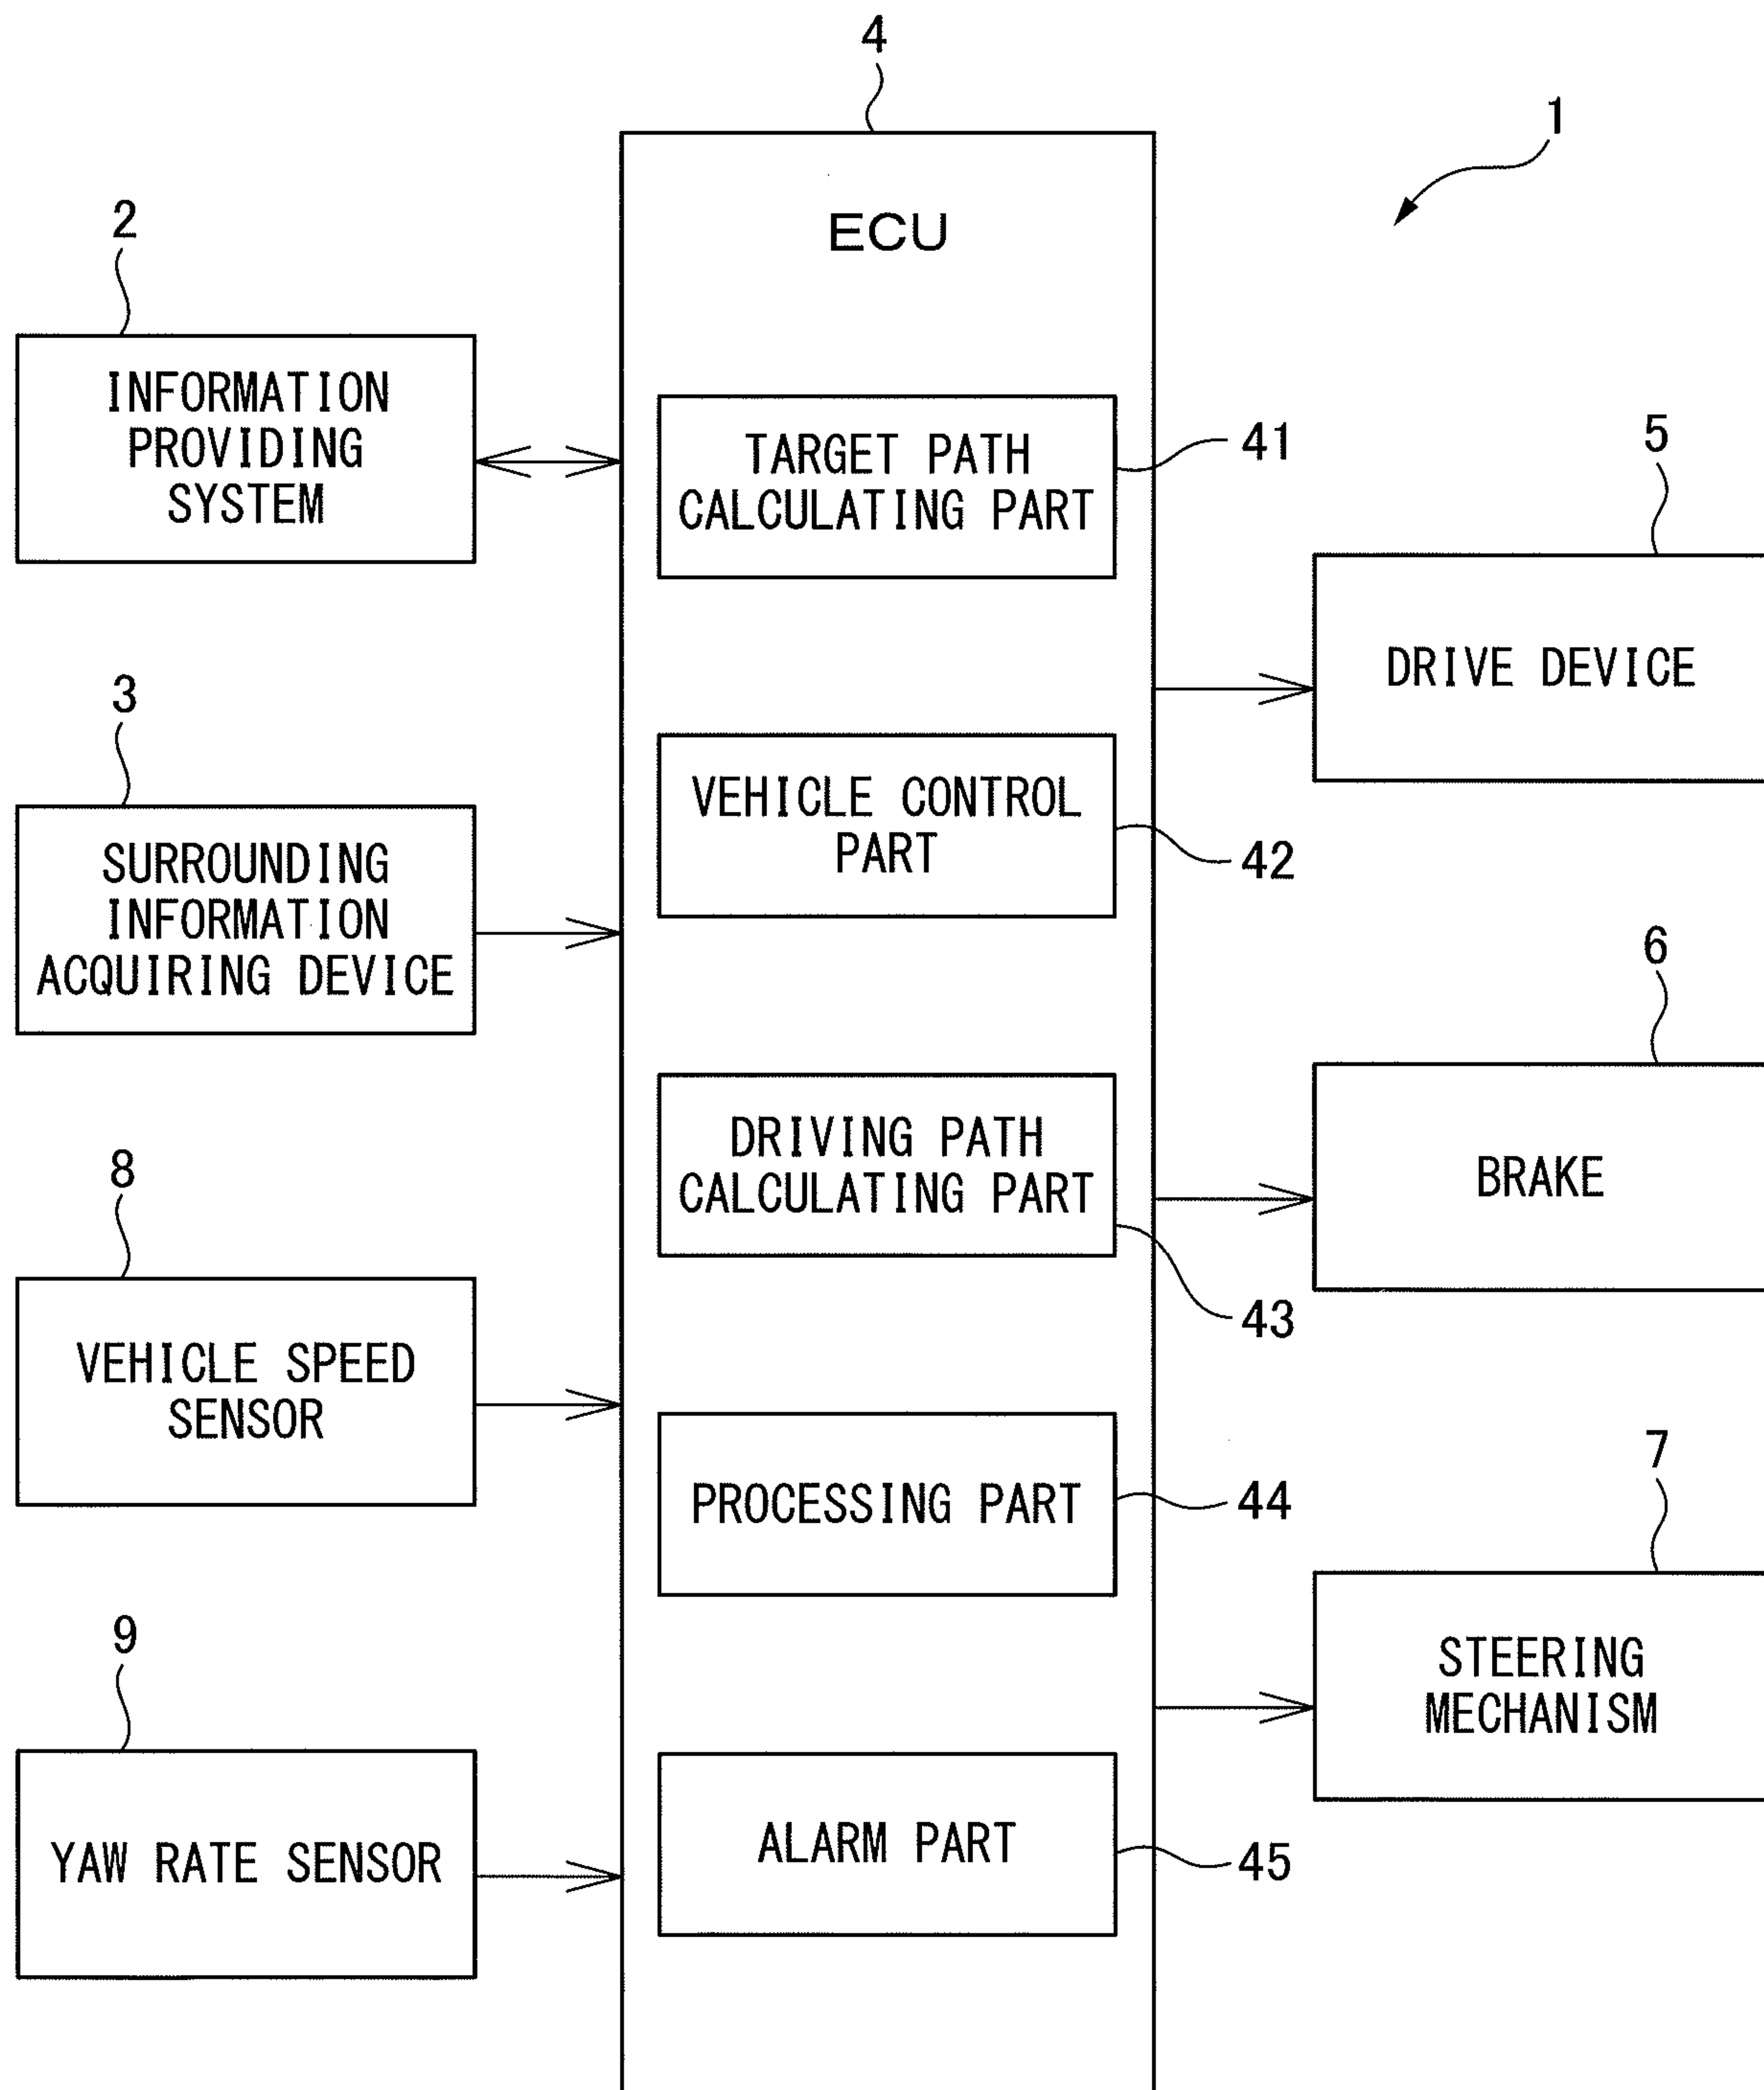 4
1
ECU
2
INFORMATION
PROVIDING
SYSTEM
3
SURROUNDING
INFORMATION
ACQUIRING DEVICE
8
VEHICLE SPEED
SENSOR
9
YAW RATE SENSOR
TARGET PATH
CALCULATING PART
41
VEHICLE CONTROL
PART
42
DRIVING PATH
CALCULATING PART
43
PROCESSING PART
44
ALARM PART
45
5
DRIVE DEVICE
6
BRAKE
7
STEERING
MECHANISM